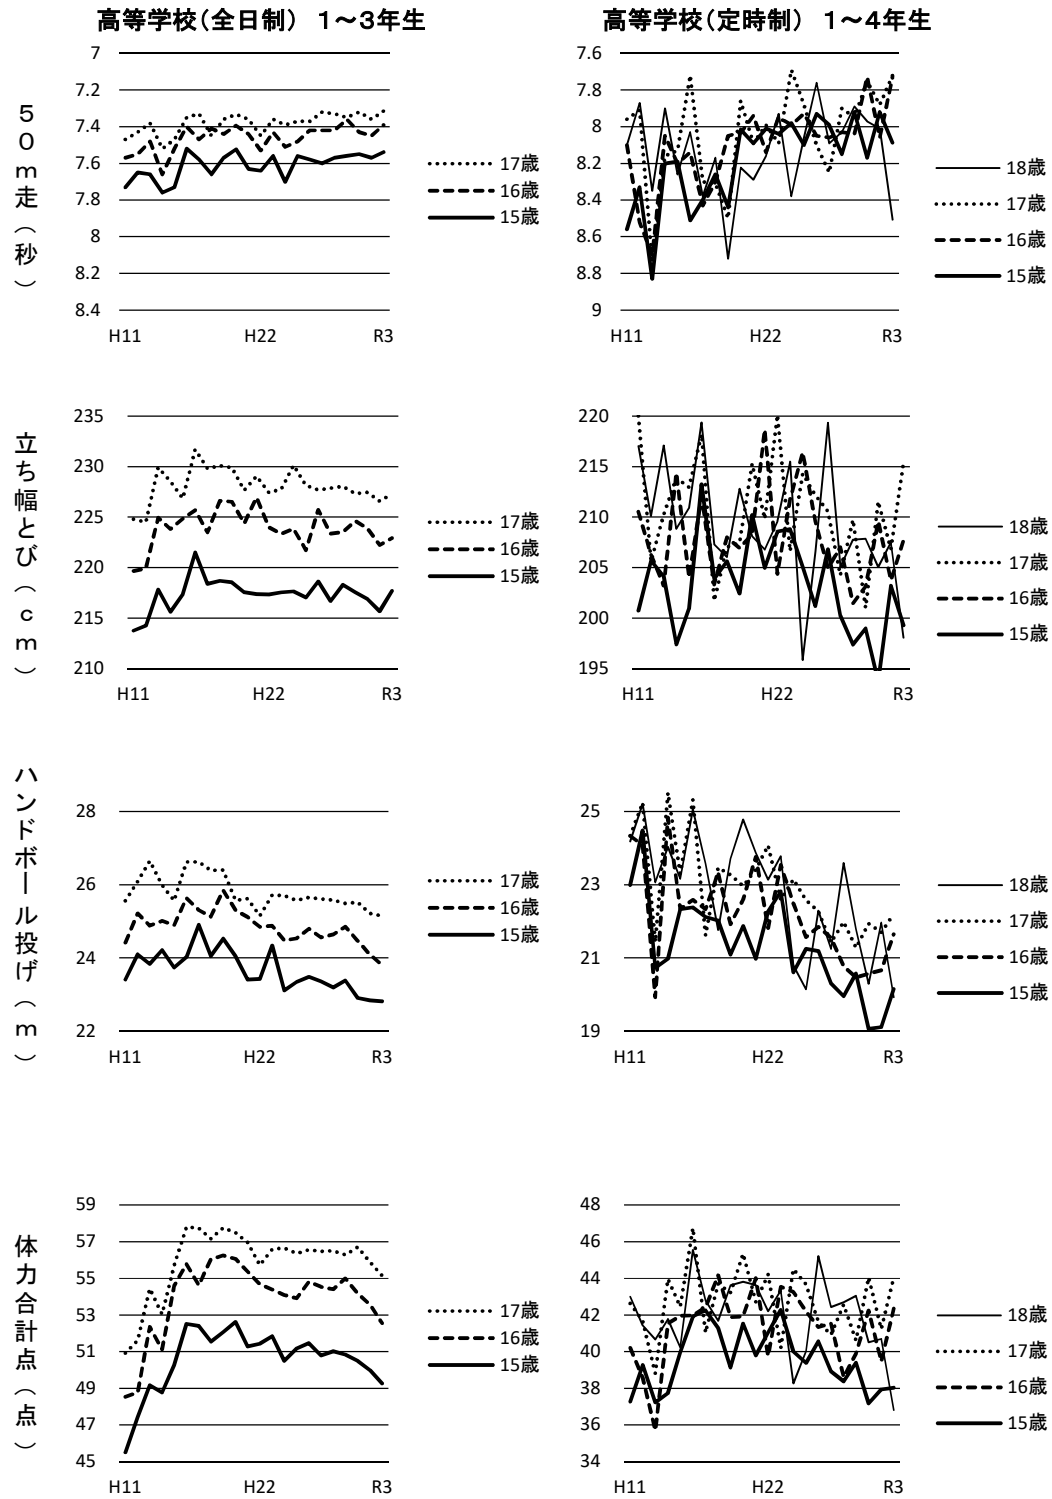 高等学校（全日制） 1～3年生
高等学校（定時制） 1～4年生
５０ｍ走（秒）
7
7.2
7.4
7.6
7.8
8
8.2
8.4
H11 H22 R3
17歳
16歳
15歳
7.6
7.8
8
8.2
8.4
8.6
8.8
9
H11 H22 R3
18歳
17歳
16歳
15歳
立ち幅とび（ｃｍ）
235
230
225
220
215
210
H11 H22 R3
17歳
16歳
15歳
220
215
210
205
200
195
H11 H22 R3
18歳
17歳
16歳
15歳
ハンドボール投げ（ｍ）
28
26
24
22
H11 H22 R3
17歳
16歳
15歳
25
23
21
19
H11 H22 R3
18歳
17歳
16歳
15歳
体力合計点（点）
59
57
55
53
51
49
47
45
H11 H22 R3
17歳
16歳
15歳
48
46
44
42
40
38
36
34
H11 H22 R3
18歳
17歳
16歳
15歳